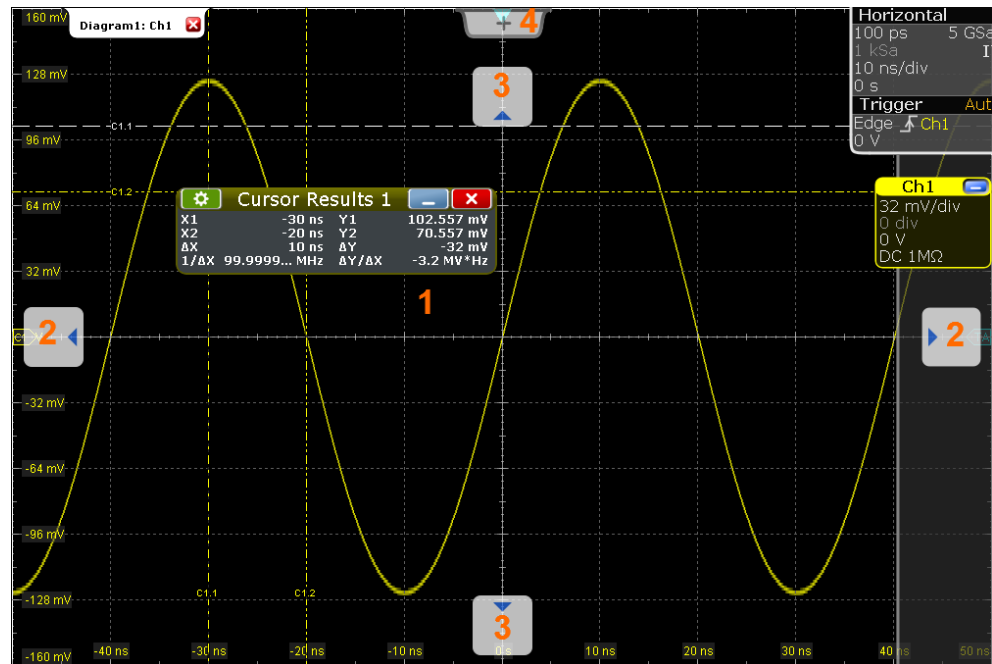 160 mV
Diagram1: Ch1
4
Horizontal
100 ps 5 GSa
1 kSa
10 ns/div
0 s
Trigger Aut
Edge Ch1
0 V
128 mV
3
C1.1
96 mV
C1.2
64 mV
Cursor Results 1
X1 -30 ns Y1 102.557 mV
X2 -20 ns Y2 70.557 mV
ΔX 10 ns ΔY -32 mV
1/ΔX 99.9999... MHz ΔY/ΔX -3.2 MV*Hz
Ch1
32 mV/div
0 div
0 V
DC 1MΩ
32 mV
1
2
2
-32 mV
-64 mV
-96 mV
C1.1
C1.2
-128 mV
3
-160 mV
-40 ns
-30 ns
-20 ns
-10 ns
0 s
10 ns
20 ns
30 ns
40 ns
50 ns